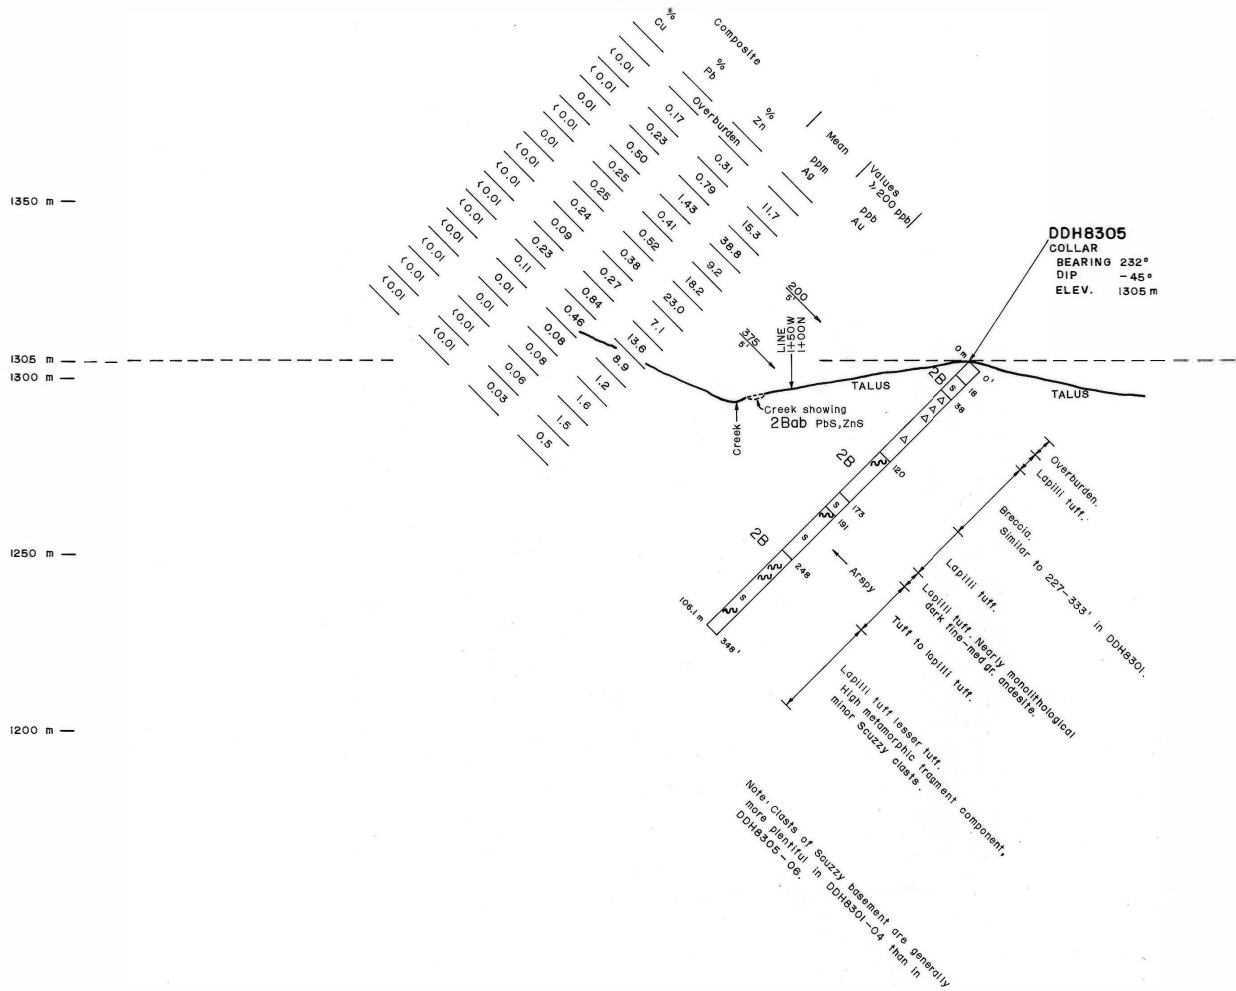 Composite
%
Cu
<0.01
<0.01
0.01
<0.01
0.01
<0.01
<0.01
<0.01
<0.01
<0.01
<0.01
<0.01
<0.01
%
Pb
Overburden
0.17
0.23
0.50
0.25
0.25
0.24
0.09
0.23
0.11
0.01
0.01
<0.01
<0.01
%
Zn
0.31
0.79
1.43
0.41
0.52
0.38
0.27
0.84
0.46
0.08
0.08
0.06
0.03
Mean
ppm
Ag
11.7
15.3
38.8
9.2
18.2
23.0
7.1
13.6
8.9
1.2
1.6
1.5
0.5
Values
⩾200 ppb
ppb
Au
200
5'
375
5'
1350 m
1305 m
1300 m
1250 m
1200 m
DDH8305
COLLAR
BEARING 232°
DIP -45°
ELEV. 1305 m
LINE
1+50W
1+00N
TALUS
TALUS
Creek
Creek showing
2Bab PbS, ZnS
0 m
0'
18
38
120
173
191
248
348'
106.1 m
2B
2B
2B
S
S
S
S
Arspy
Overburden.
Lapilli tuff.
Breccia.
Similar to 227-333' in DDH8301.
Lapilli tuff.
Lapilli tuff. Nearly monolithological
dark fine-med gr. andesite.
Tuff to lapilli tuff.
Lapilli tuff lesser tuff.
High metamorphic fragment component,
minor Scuzzy clasts.
Note: Clasts of Scuzzy basement are generally
more plentiful in DDH8301-04 than in
DDH8305-06.